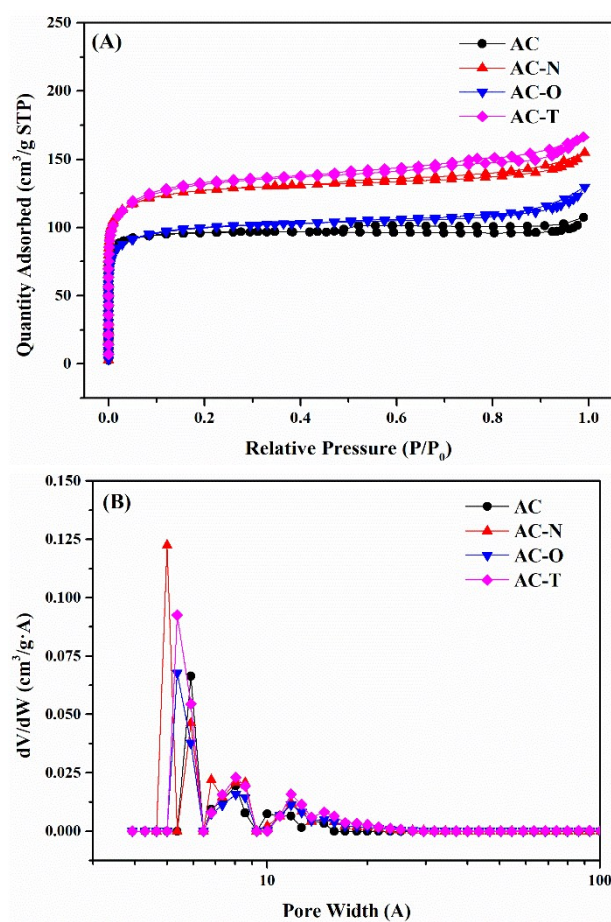 (A)
AC
AC-N
AC-O
AC-T
250
200
150
100
50
0
Quantity Adsorbed (cm³/g STP)
0.0 0.2 0.4 0.6 0.8 1.0
Relative Pressure (P/P₀)
(B)
AC
AC-N
AC-O
AC-T
0.150
0.125
0.100
0.075
0.050
0.025
0.000
dV/dW (cm³/g·A)
10 100
Pore Width (A)